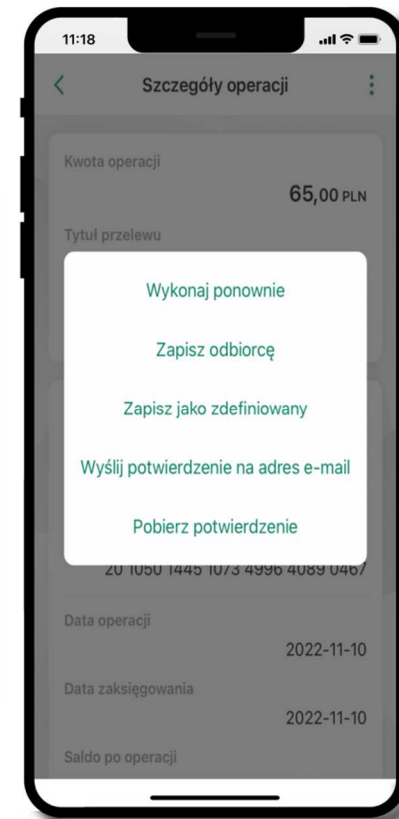 11:18
Szczegóły operacji
Kwota operacji
65,00 PLN
Tytuł przelewu
Wykonaj ponownie
Zapisz odbiorcę
Zapisz jako zdefiniowany
Wyślij potwierdzenie na adres e-mail
Pobierz potwierdzenie
20 1050 1445 1073 4996 4089 0467
Data operacji
2022-11-10
Data zaksięgowania
2022-11-10
Saldo po operacji